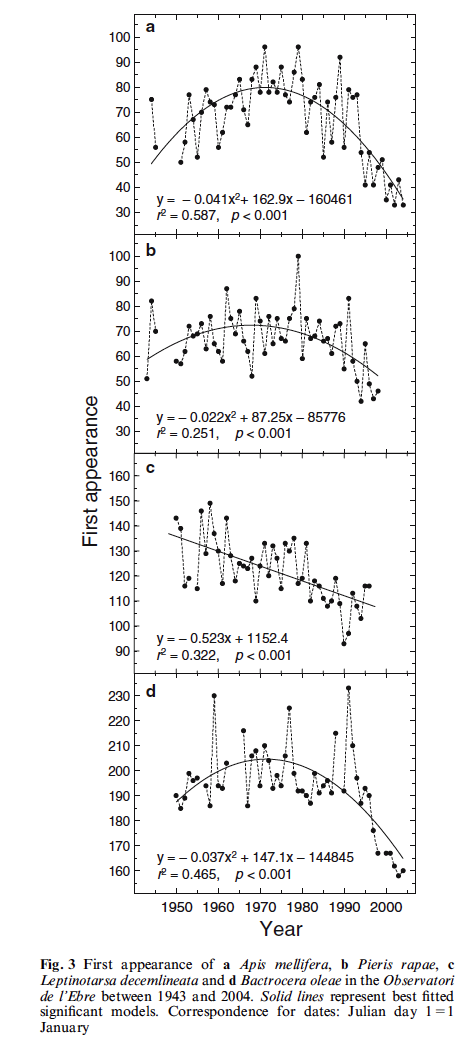 a
100
90
80
70
60
50
40
30
y = − 0.041x²+ 162.9x − 160461
r² = 0.587, p < 0.001
b
100
90
80
70
60
50
40
30
y = − 0.022x² + 87.25x − 85776
r² = 0.251, p < 0.001
First appearance
c
160
150
140
130
120
110
100
90
y = − 0.523x + 1152.4
r² = 0.322, p < 0.001
d
230
220
210
200
190
180
170
160
y = − 0.037x² + 147.1x − 144845
r² = 0.465, p < 0.001
1950 1960 1970 1980 1990 2000
Year
Fig. 3 First appearance of a Apis mellifera, b Pieris rapae, c
Leptinotarsa decemlineata and d Bactrocera oleae in the Observatori
de l'Ebre between 1943 and 2004. Solid lines represent best fitted
significant models. Correspondence for dates: Julian day 1=1
January